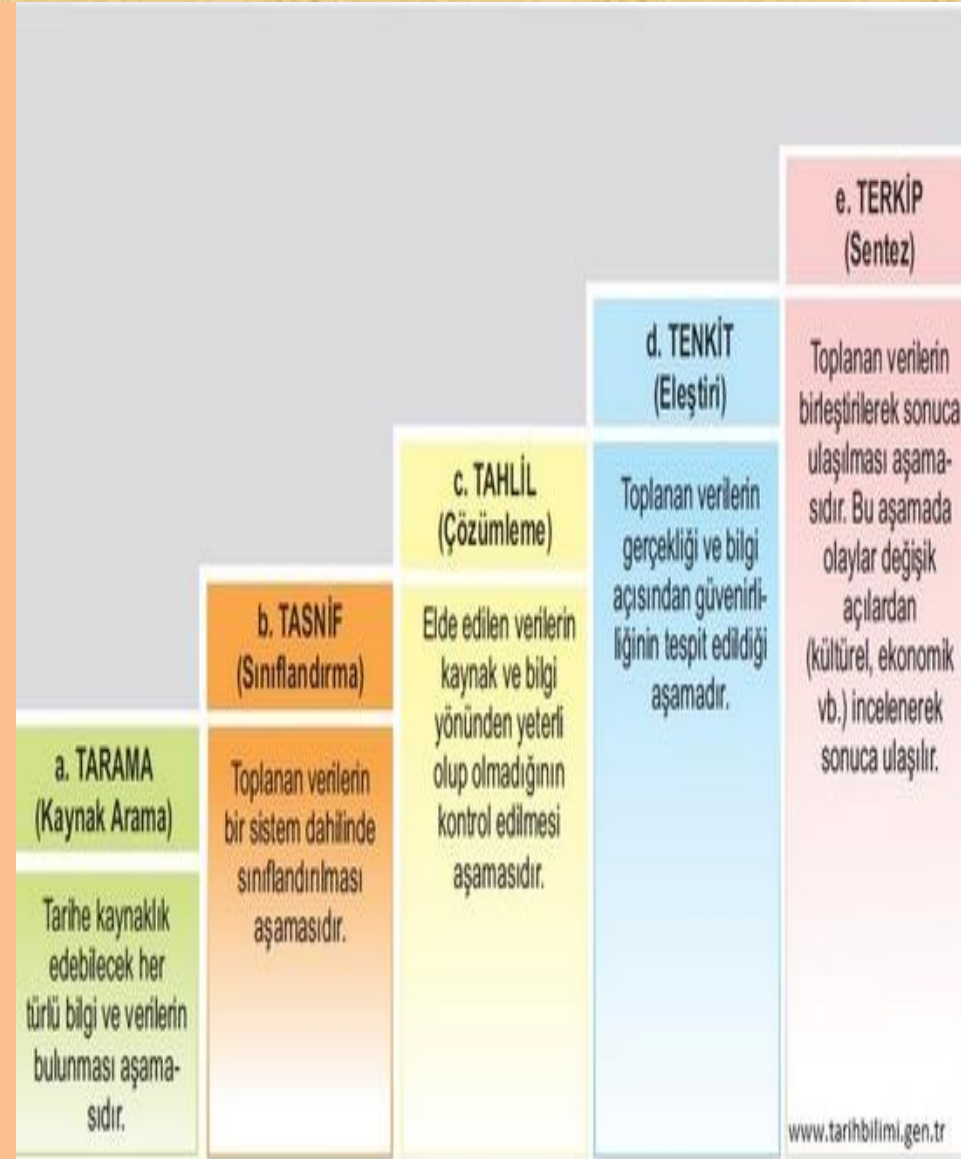 a. TARAMA
(Kaynak Arama)
Tarihe kaynaklık
edebilecek her
türlü bilgi ve verilerin
bulunması aşama-
sıdır.
b. TASNİF
(Sınıflandırma)
Toplanan verilerin
bir sistem dahilinde
sınıflandırılması
aşamasıdır.
c. TAHLİL
(Çözümleme)
Elde edilen verilerin
kaynak ve bilgi
yönünden yeterli
olup olmadığının
kontrol edilmesi
aşamasıdır.
d. TENKİT
(Eleştiri)
Toplanan verilerin
gerçekliği ve bilgi
açısından güvenirli-
liğinin tespit edildiği
aşamadır.
e. TERKİP
(Sentez)
Toplanan verilerin
birleştirilerek sonuca
ulaşılması aşama-
sıdır. Bu aşamada
olaylar değişik
açılardan
(kültürel, ekonomik
vb.) incelenerek
sonuca ulaşılır.
www.tarihbilimi.gen.tr